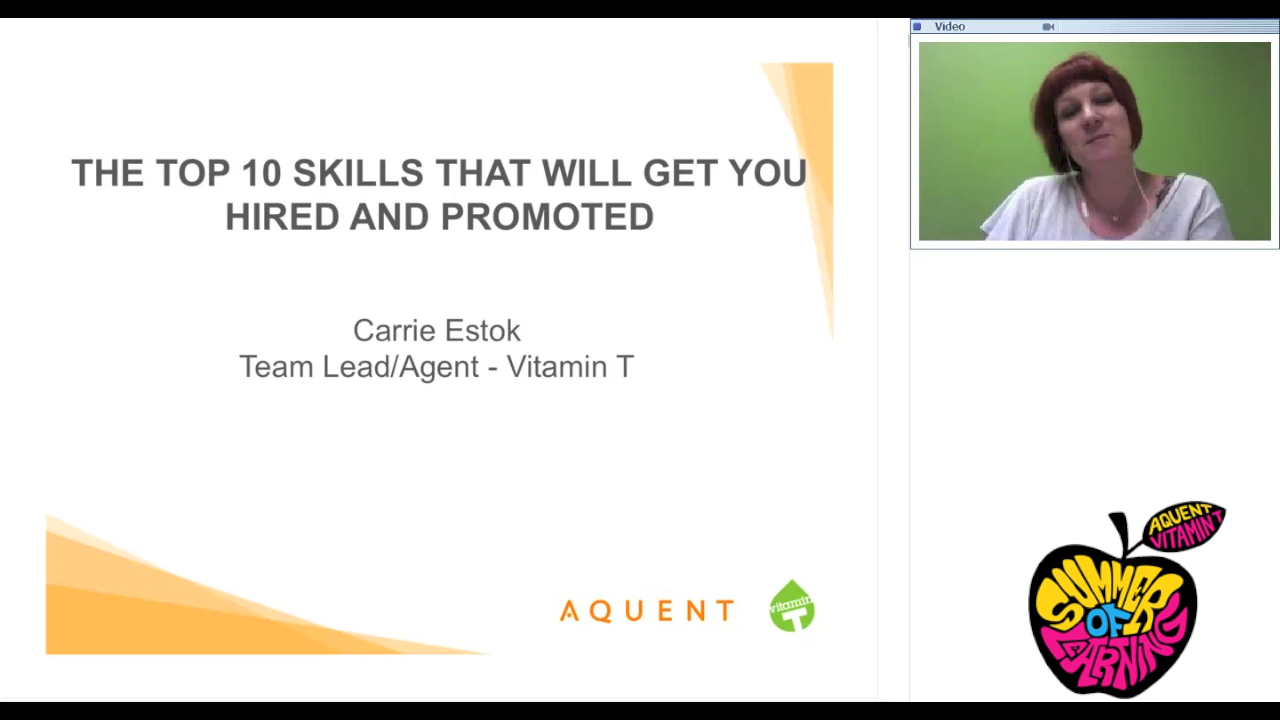 Video
THE TOP 10 SKILLS THAT WILL GET YOU
HIRED AND PROMOTED
Carrie Estok
Team Lead/Agent - Vitamin T
AQUENT
vitamin
T
AQUENT
VITAMIN T
SUMMER
OF
LEARNING